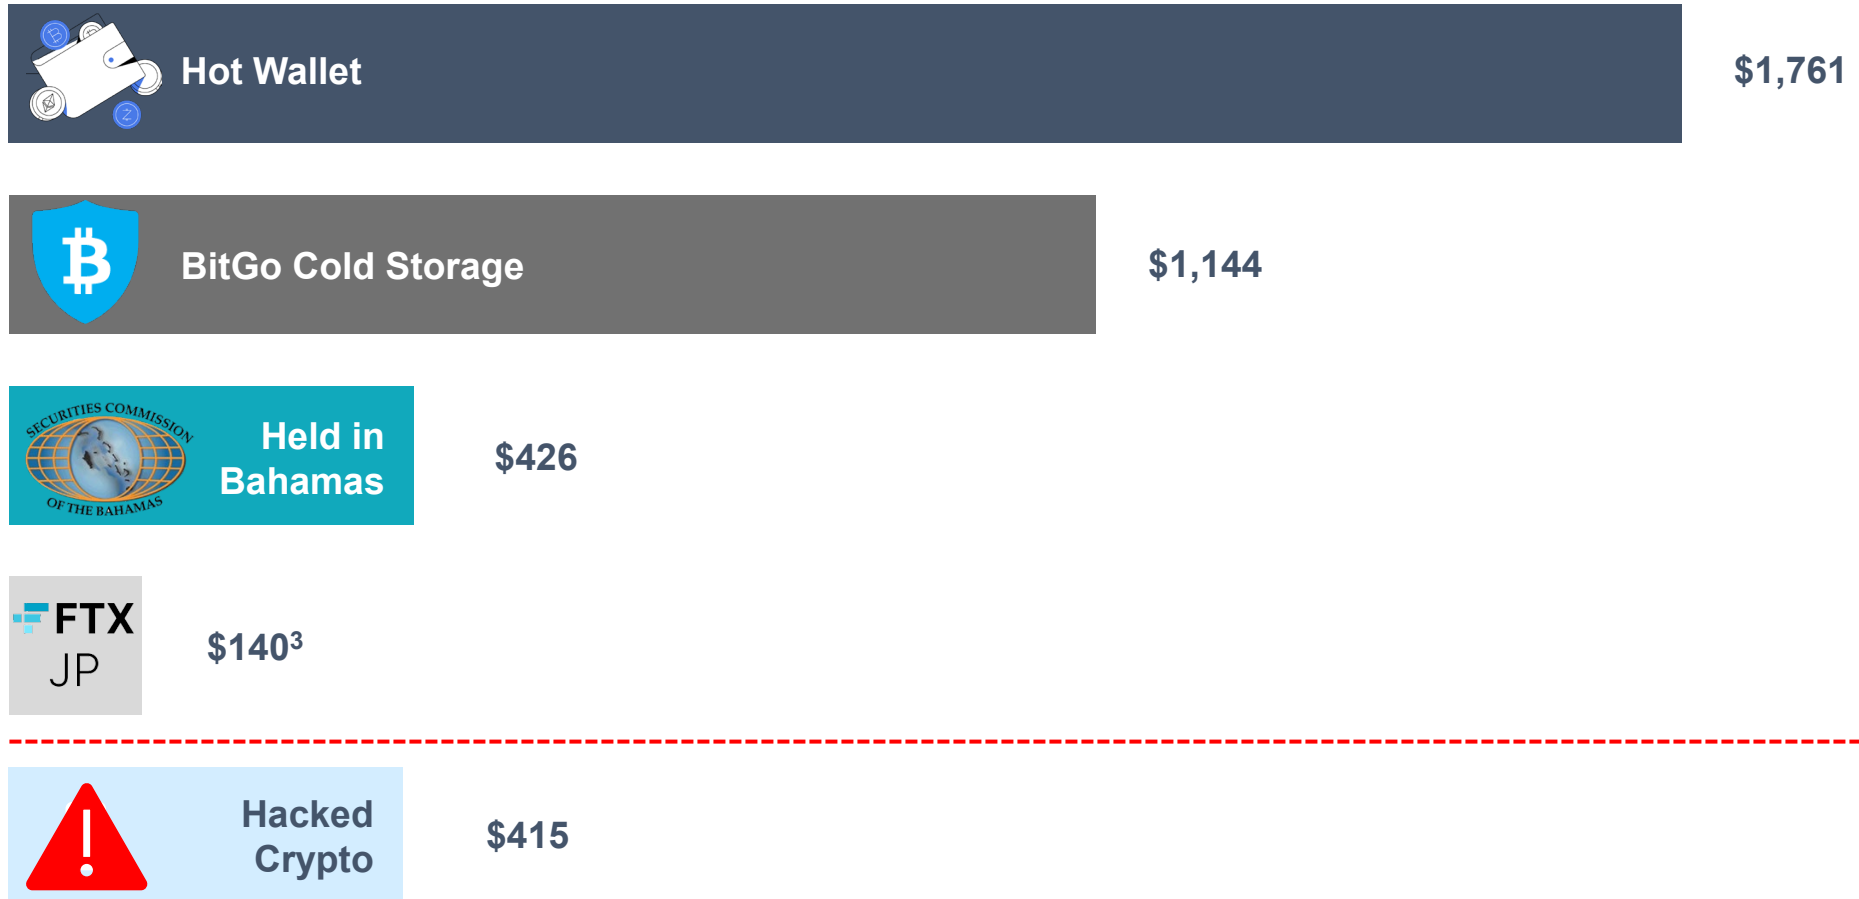 Hot Wallet
$1,761
BitGo Cold Storage
$1,144
SECURITIES COMMISSION
OF THE BAHAMAS
Held in
Bahamas
$426
FTX
JP
$140³
Hacked
Crypto
$415